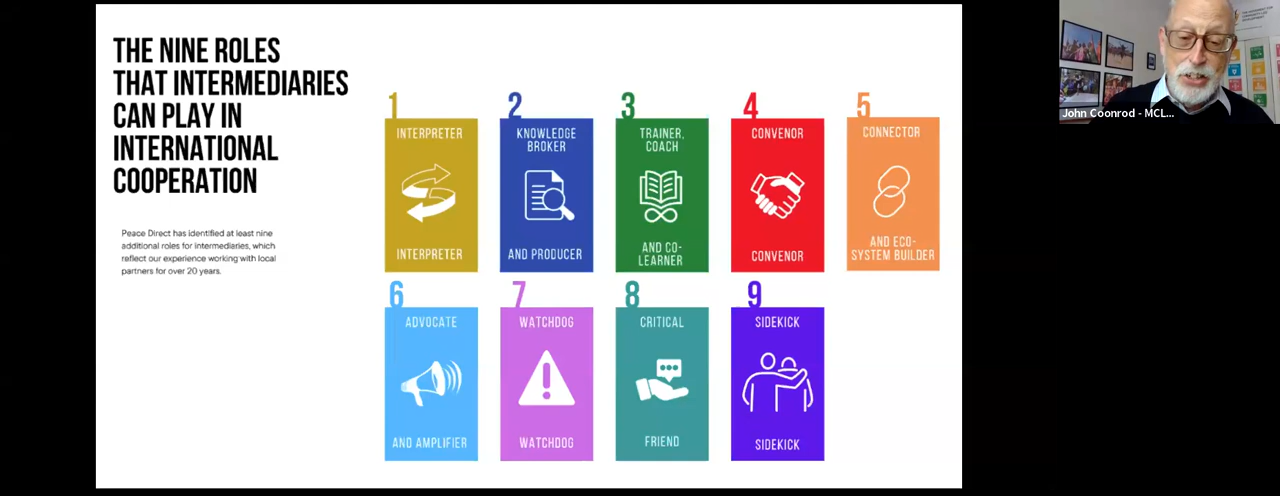 THE NINE ROLES
THAT INTERMEDIARIES
CAN PLAY IN
INTERNATIONAL
COOPERATION
Peace Direct has identified at least nine
additional roles for intermediaries, which
reflect our experience working with local
partners for over 20 years.
1
INTERPRETER
INTERPRETER
2
KNOWLEDGE
BROKER
AND PRODUCER
3
TRAINER,
COACH
AND CO-
LEARNER
4
CONVENOR
CONVENOR
5
CONNECTOR
AND ECO-
SYSTEM BUILDER
6
ADVOCATE
AND AMPLIFIER
7
WATCHDOG
WATCHDOG
8
CRITICAL
FRIEND
9
SIDEKICK
SIDEKICK
John Coonrod - MCL...